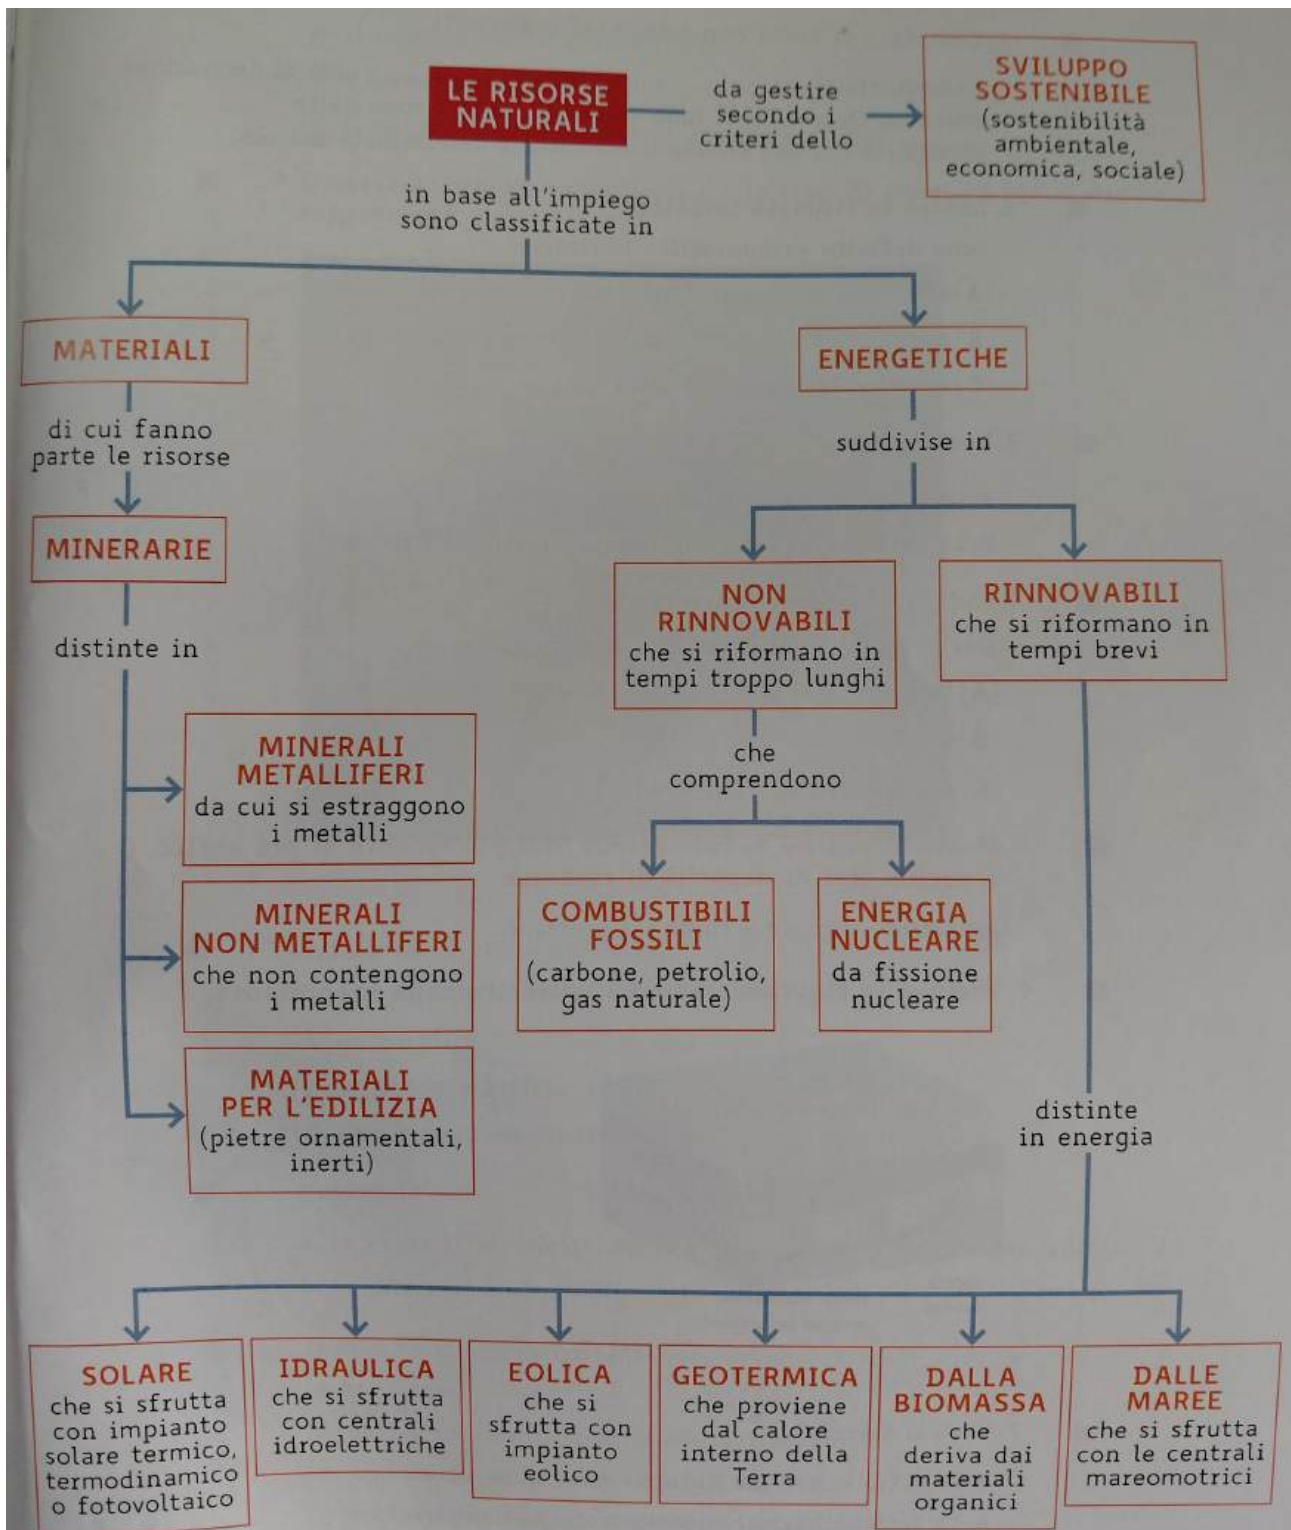 LE RISORSE
NATURALI
da gestire
secondo i
criteri dello
SVILUPPO
SOSTENIBILE
(sostenibilità
ambientale,
economica, sociale)
in base all'impiego
sono classificate in
MATERIALI
di cui fanno
parte le risorse
MINERARIE
distinte in
MINERALI
METALLIFERI
da cui si estraggono
i metalli
MINERALI
NON METALLIFERI
che non contengono
i metalli
MATERIALI
PER L'EDILIZIA
(pietre ornamentali,
inerti)
ENERGETICHE
suddivise in
NON
RINNOVABILI
che si riformano in
tempi troppo lunghi
che
comprendono
COMBUSTIBILI
FOSSILI
(carbone, petrolio,
gas naturale)
ENERGIA
NUCLEARE
da fissione
nucleare
RINNOVABILI
che si riformano in
tempi brevi
distinte
in energia
SOLARE
che si sfrutta
con impianto
solare termico,
termodinamico
o fotovoltaico
IDRAULICA
che si sfrutta
con centrali
idroelettriche
EOLICA
che si
sfrutta con
impianto
eolico
GEOTERMICA
che proviene
dal calore
interno della
Terra
DALLA
BIOMASSA
che
deriva dai
materiali
organici
DALLE
MAREE
che si sfrutta
con le centrali
mareomotrici